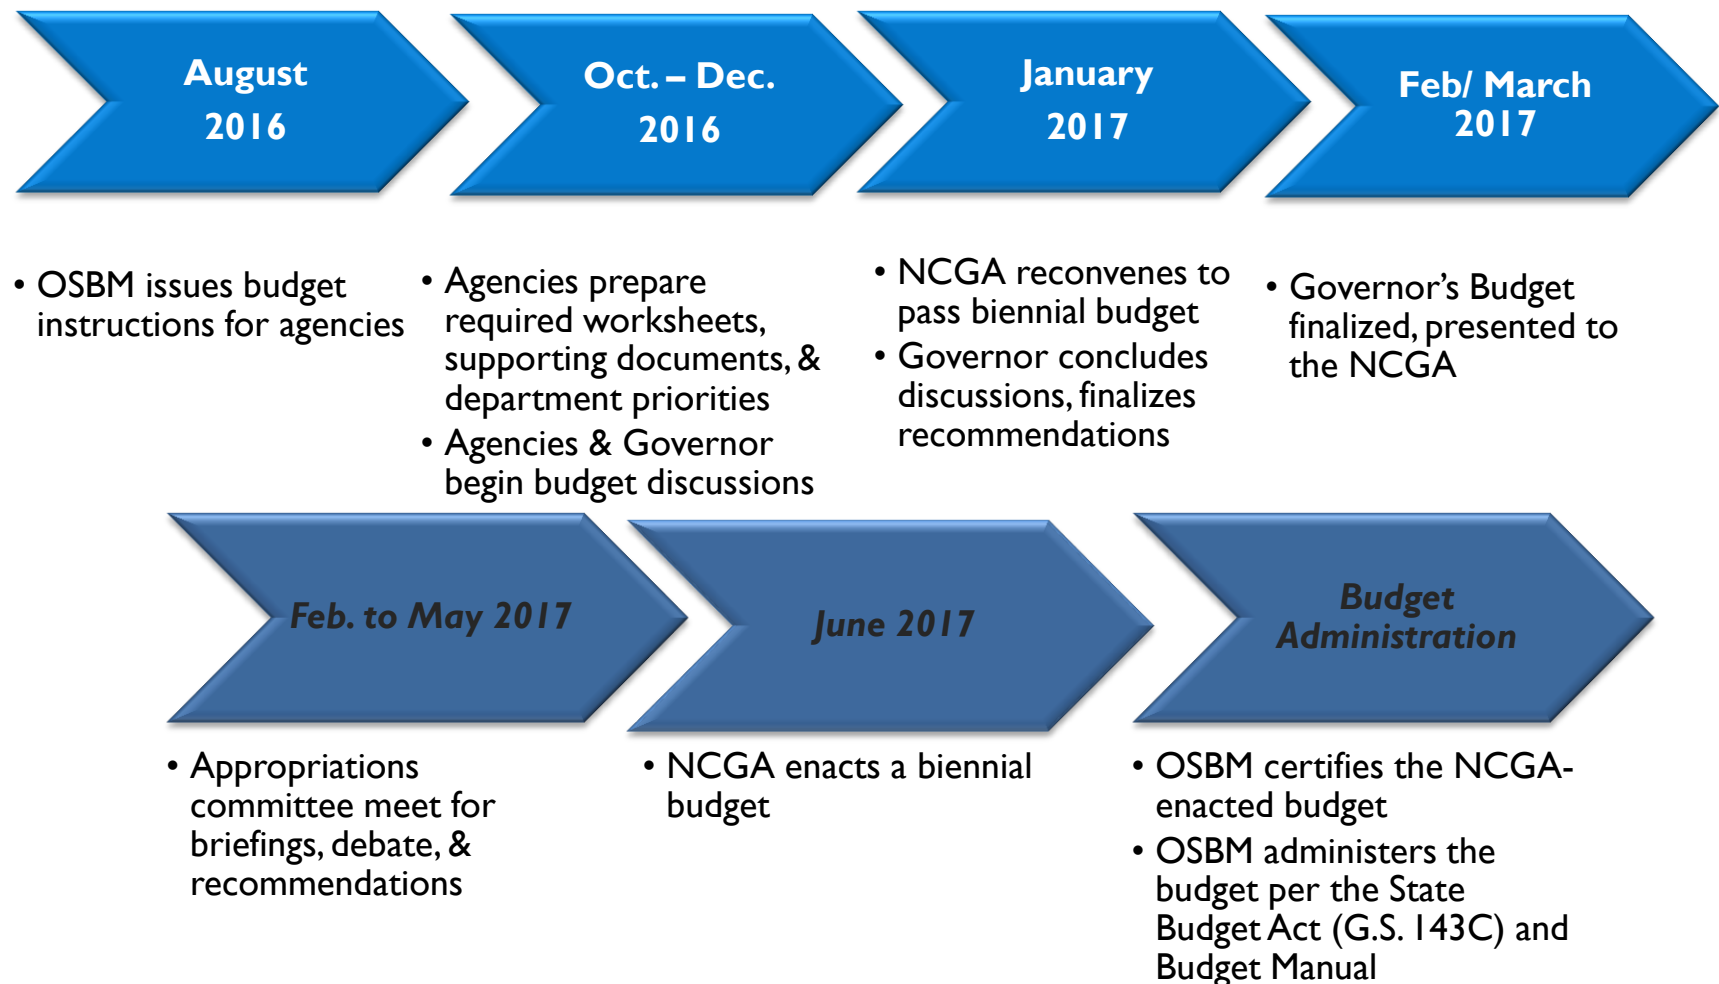 August
2016
Oct. – Dec.
2016
January
2017
Feb/ March
2017
• OSBM issues budget
instructions for agencies
• Agencies prepare
required worksheets,
supporting documents, &
department priorities
• Agencies & Governor
begin budget discussions
• NCGA reconvenes to
pass biennial budget
• Governor concludes
discussions, finalizes
recommendations
• Governor’s Budget
finalized, presented to
the NCGA
Feb. to May 2017
June 2017
Budget
Administration
• Appropriations
committee meet for
briefings, debate, &
recommendations
• NCGA enacts a biennial
budget
• OSBM certifies the NCGA-
enacted budget
• OSBM administers the
budget per the State
Budget Act (G.S. 143C) and
Budget Manual